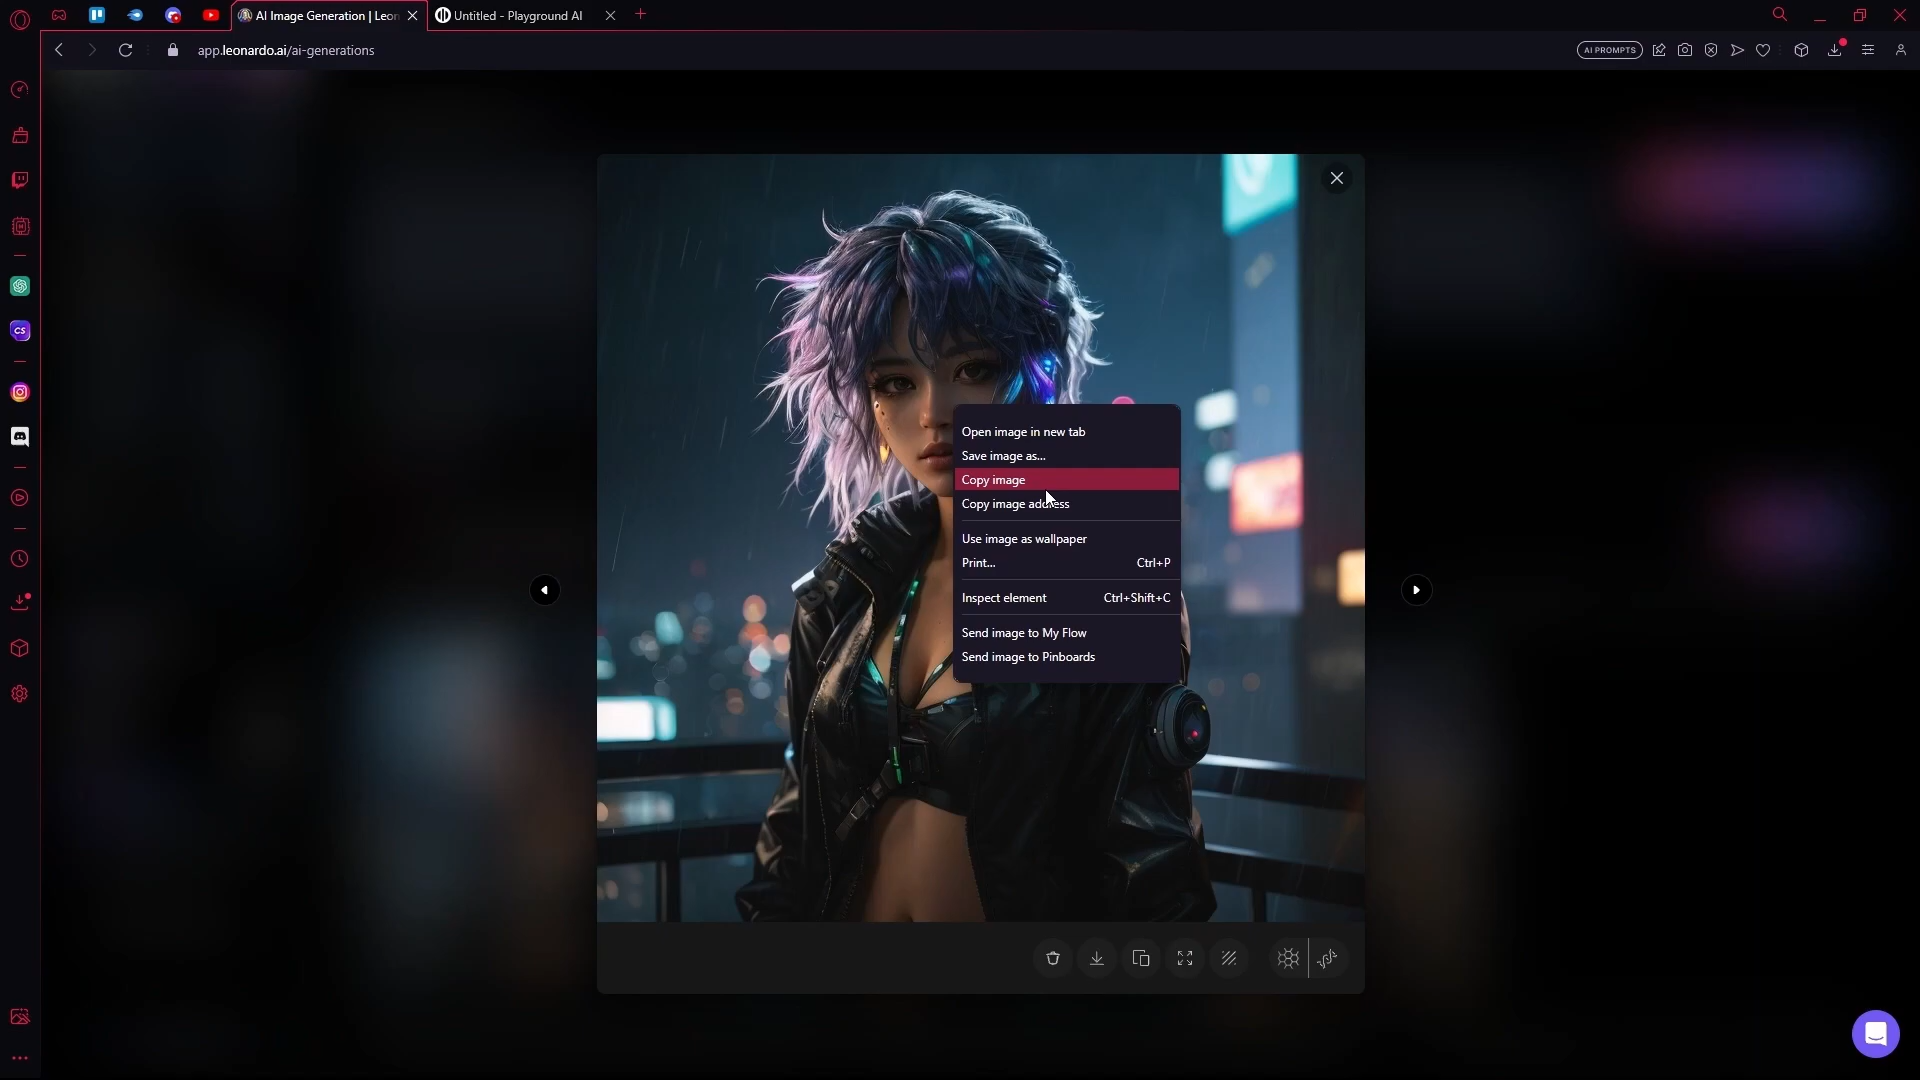 AI Image Generation | Leon
Untitled - Playground AI
app.leonardo.ai/ai-generations
AI PROMPTS
CS
Open image in new tab
Save image as...
Copy image
Copy image address
Use image as wallpaper
Print... Ctrl+P
Inspect element Ctrl+Shift+C
Send image to My Flow
Send image to Pinboards